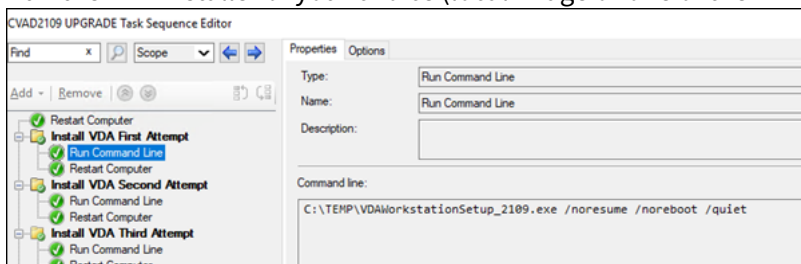 CVAD2109 UPGRADE Task Sequence Editor
Find x Scope
Add Remove
Restart Computer
Install VDA First Attempt
Run Command Line
Restart Computer
Install VDA Second Attempt
Run Command Line
Restart Computer
Install VDA Third Attempt
Run Command Line
Restart Computer
Properties Options
Type: Run Command Line
Name: Run Command Line
Description:
Command line:
C:\TEMP\VDAWorkstationSetup_2109.exe /noresume /noreboot /quiet